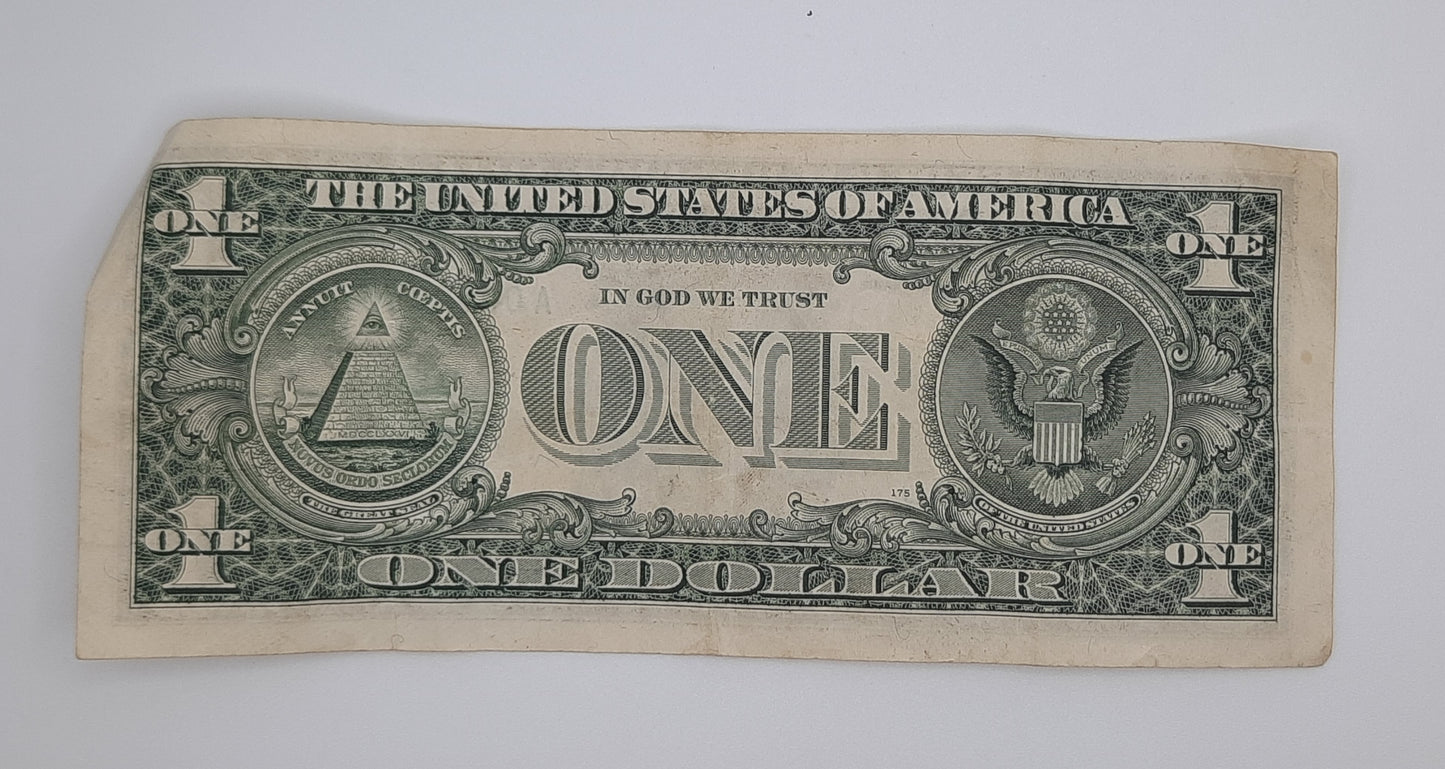 THE UNITED STATES OF AMERICA
1
ONE
1
ONE
ANNUIT CŒPTIS
IN GOD WE TRUST
ONE
MDCCLXXVI
NOVUS ORDO SECLORUM
THE GREAT SEAL
OF THE UNITED STATES
175
1
ONE
1
ONE
ONE DOLLAR